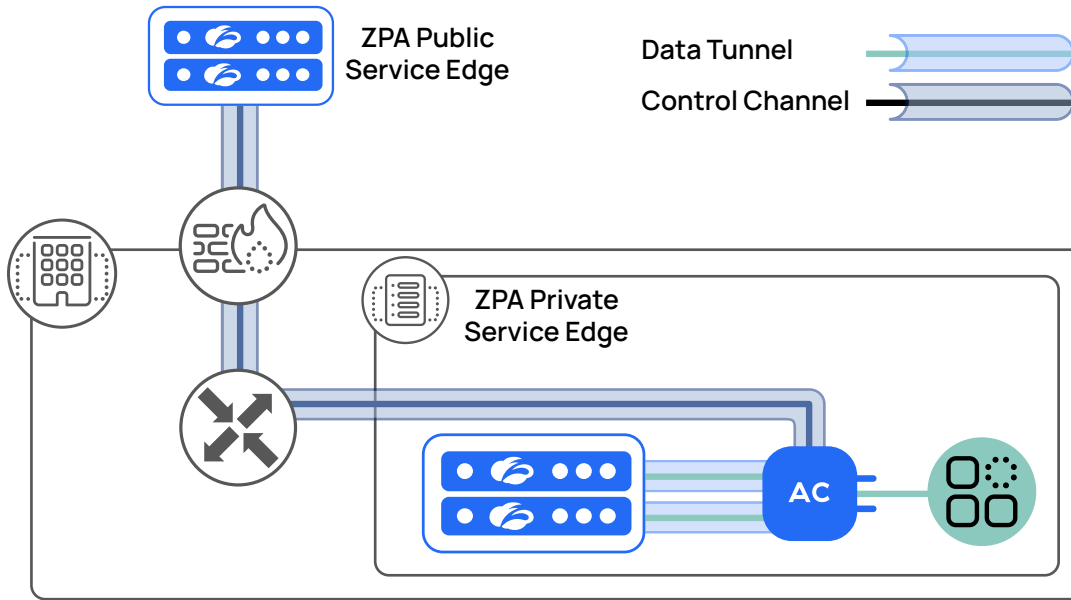 ZPA Public
Service Edge
Data Tunnel
Control Channel
ZPA Private
Service Edge
AC